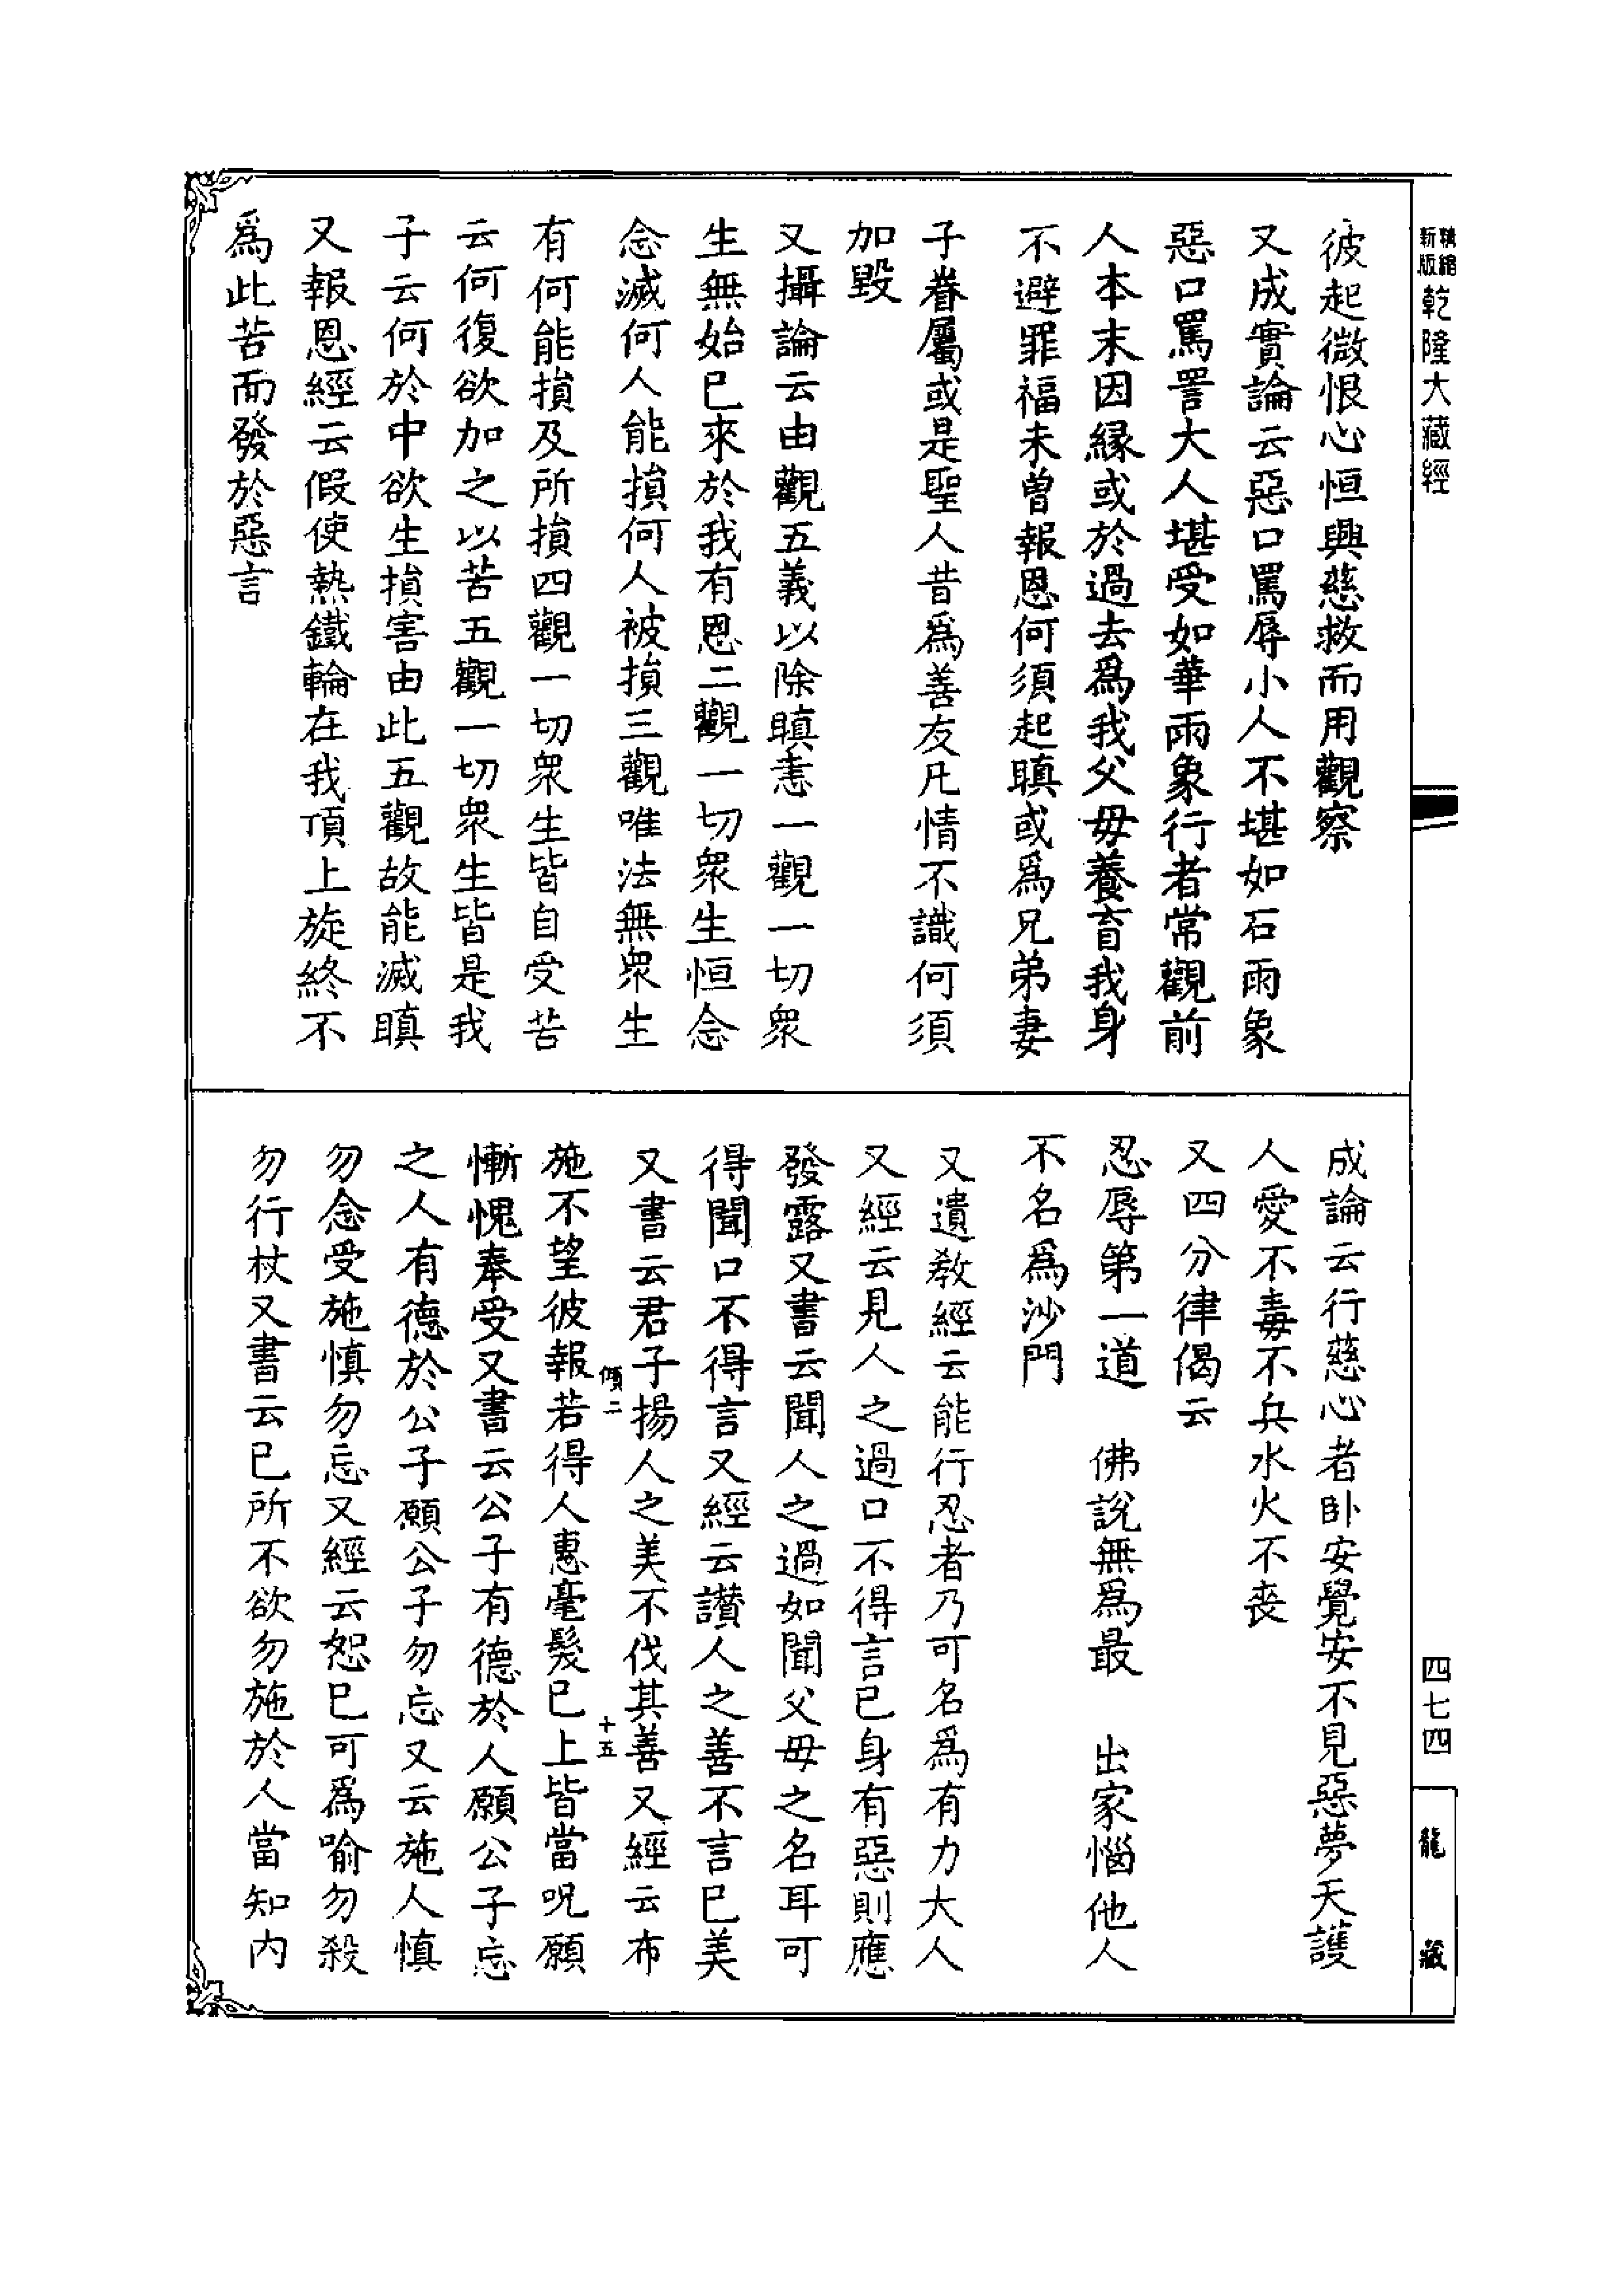 精縮
新版
乾隆大藏經
四七四
龍藏
彼起微恨心恒興慈救而用觀察
又成實論云惡口罵辱小人不堪如石雨象
惡口罵詈大人堪受如華雨象行者常觀前
人本末因緣或於過去爲我父毋養育我身
不避罪福未曾報恩何須起瞋或爲兄弟妻
子眷屬或是聖人昔爲善友凡情不識何須
加毀
又攝論云由觀五義以除瞋恚一觀一切衆
生無始已來於我有恩二觀一切衆生恒念
念滅何人能損何人被損三觀唯法無衆生
有何能損及所損四觀一切衆生皆自受苦
云何復欲加之以苦五觀一切衆生皆是我
子云何於中欲生損害由此五觀故能滅瞋
又報恩經云假使熱鐵輪在我頂上旋終不
爲此苦而發於惡言
成論云行慈心者卧安覺安不見惡夢天護
人愛不毒不兵水火不丧
又四分律偈云
忍辱第一道　佛說無爲最　出家惱他人
不名爲沙門
又遺教經云能行忍者乃可名爲有力大人
又經云見人之過口不得言已身有惡則應
發露又書云聞人之過如聞父毋之名耳可
得聞口不得言又經云讃人之善不言已美
又書云君子揚人之美不伐其善又經云布
傾二
十五
施不望彼報若得人惠毫髮已上皆當呪願
慚愧奉受又書云公子有德於人願公子忘
之人有德於公子願公子勿忘又云施人慎
勿念受施慎勿忘又經云恕已可爲喻勿殺
勿行杖又書云已所不欲勿施於人當知内